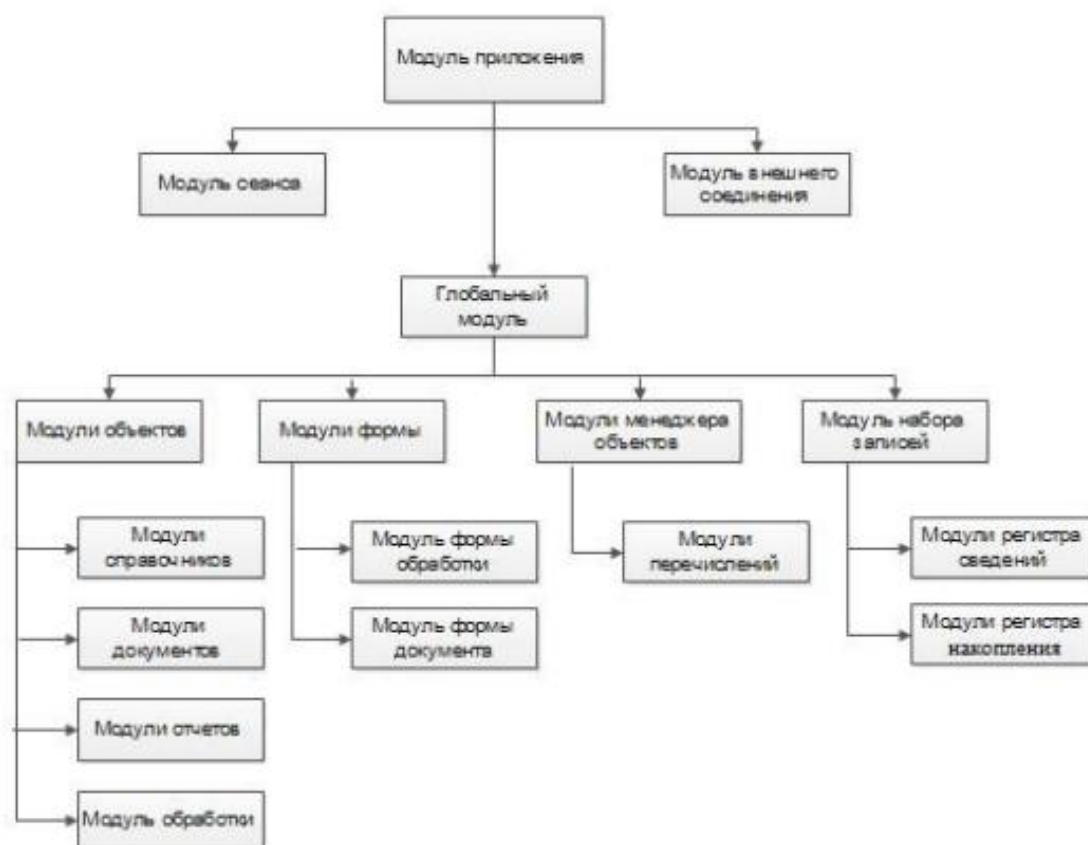 Модуль приложения
Модуль сеанса
Модуль внешнего
соединения
Глобальный
модуль
Модули объектов
Модули формы
Модули менеджера
объектов
Модуль набора
записей
Модули
справочников
Модуль формы
обработки
Модули
перечислений
Модули регистра
сведений
Модули
документов
Модуль формы
документа
Модули регистра
накопления
Модули отчетов
Модуль обработки